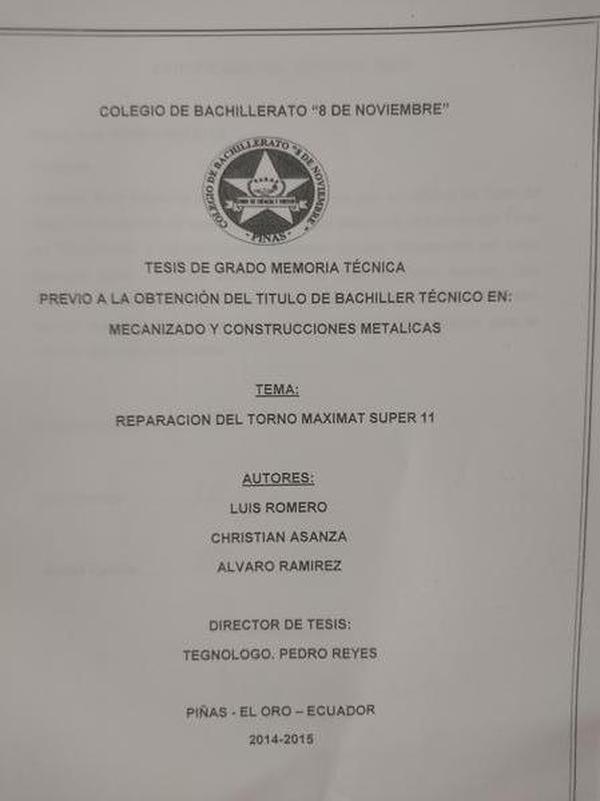 COLEGIO DE BACHILLERATO “8 DE NOVIEMBRE”
COLEGIO DE BACHILLERATO "8 DE NOVIEMBRE"
- PIÑAS -
TESIS DE GRADO MEMORIA TÉCNICA
PREVIO A LA OBTENCIÓN DEL TITULO DE BACHILLER TÉCNICO EN:
MECANIZADO Y CONSTRUCCIONES METALICAS
TEMA:
REPARACION DEL TORNO MAXIMAT SUPER 11
AUTORES:
LUIS ROMERO
CHRISTIAN ASANZA
ALVARO RAMIREZ
DIRECTOR DE TESIS:
TEGNOLOGO. PEDRO REYES
PIÑAS - EL ORO – ECUADOR
2014-2015